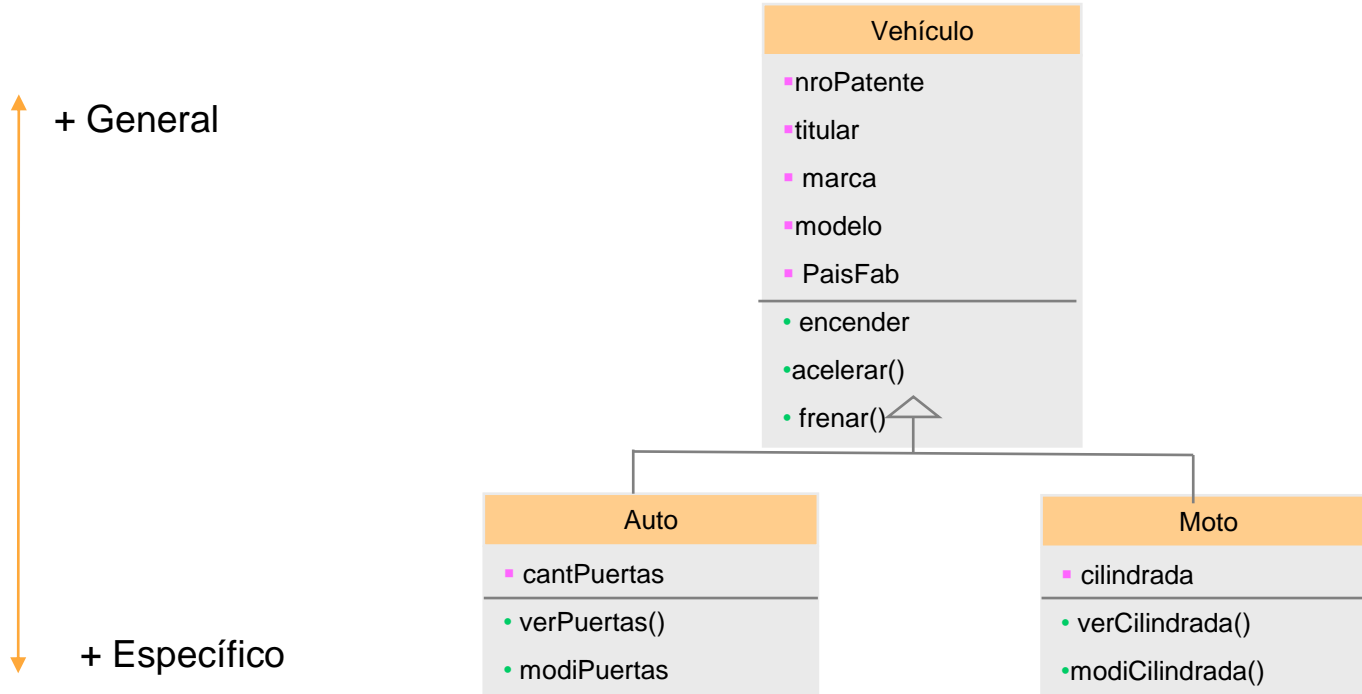 Vehículo
nroPatente
titular
marca
modelo
PaisFab
encender
acelerar()
frenar()
+ General
+ Específico
Auto
cantPuertas
verPuertas()
modiPuertas
Moto
cilindrada
verCilindrada()
modiCilindrada()